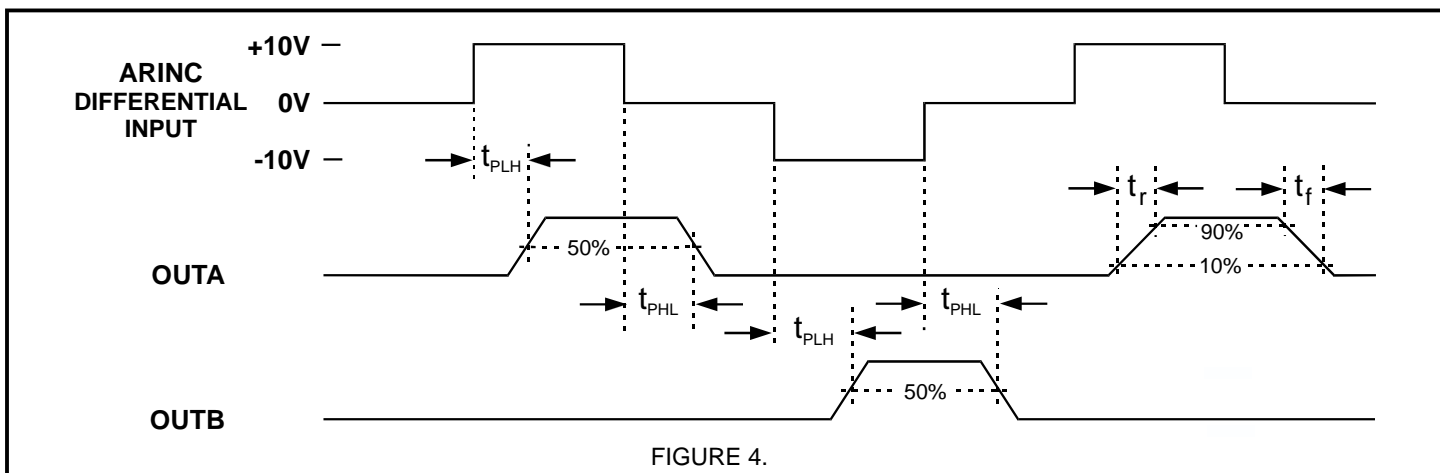 +10V
ARINC
DIFFERENTIAL
INPUT
0V
-10V
tPLH
tr
tf
OUTA
50%
90%
10%
tPHL
tPLH
tPHL
OUTB
50%
FIGURE 4.